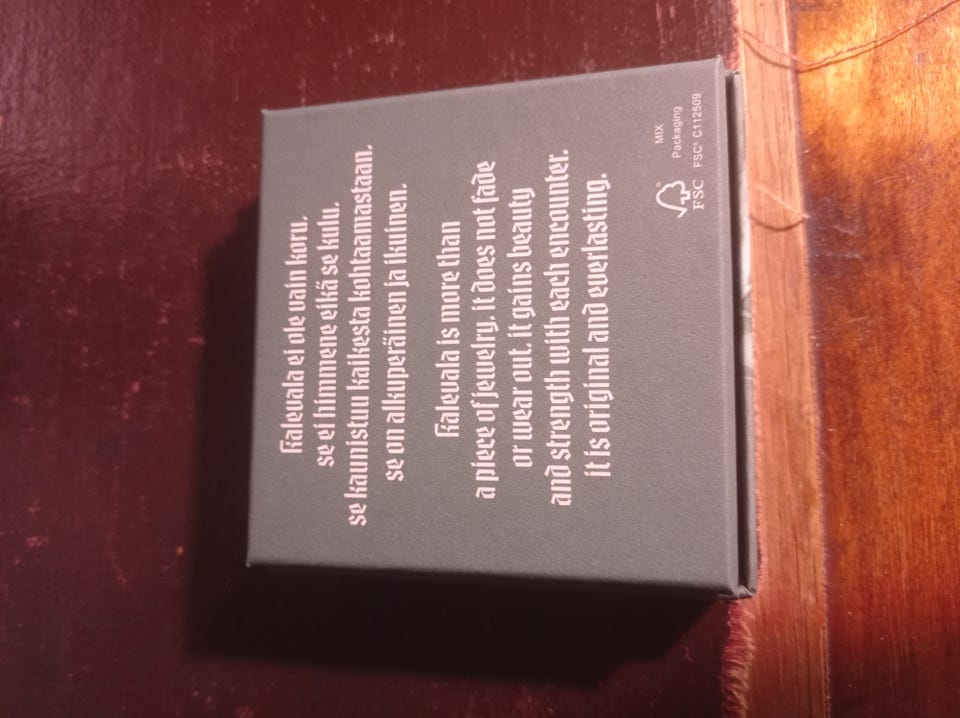 kalevala ei ole vain koru.
se ei himmene eikä se kulu.
se kaunistuu kaikesta kohtaamastaan.
se on alkuperäinen ja ikuinen.
kalevala is more than
a piece of jewelry. it does not fade
or wear out. it gains beauty
and strength with each encounter.
it is original and everlasting.
FSC®
MIX
Packaging
FSC® C112509